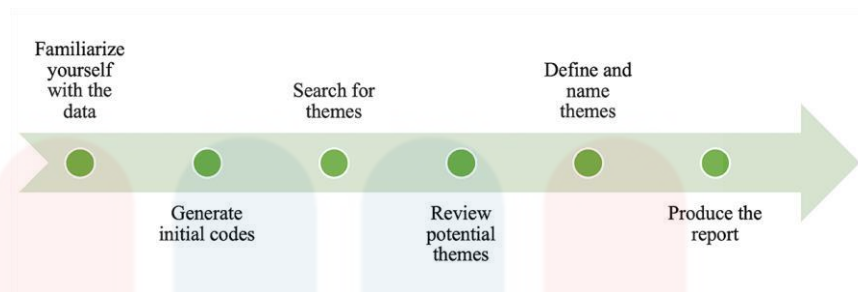 Familiarize
yourself
with the
data
Generate
initial codes
Search for
themes
Review
potential
themes
Define and
name
themes
Produce the
report